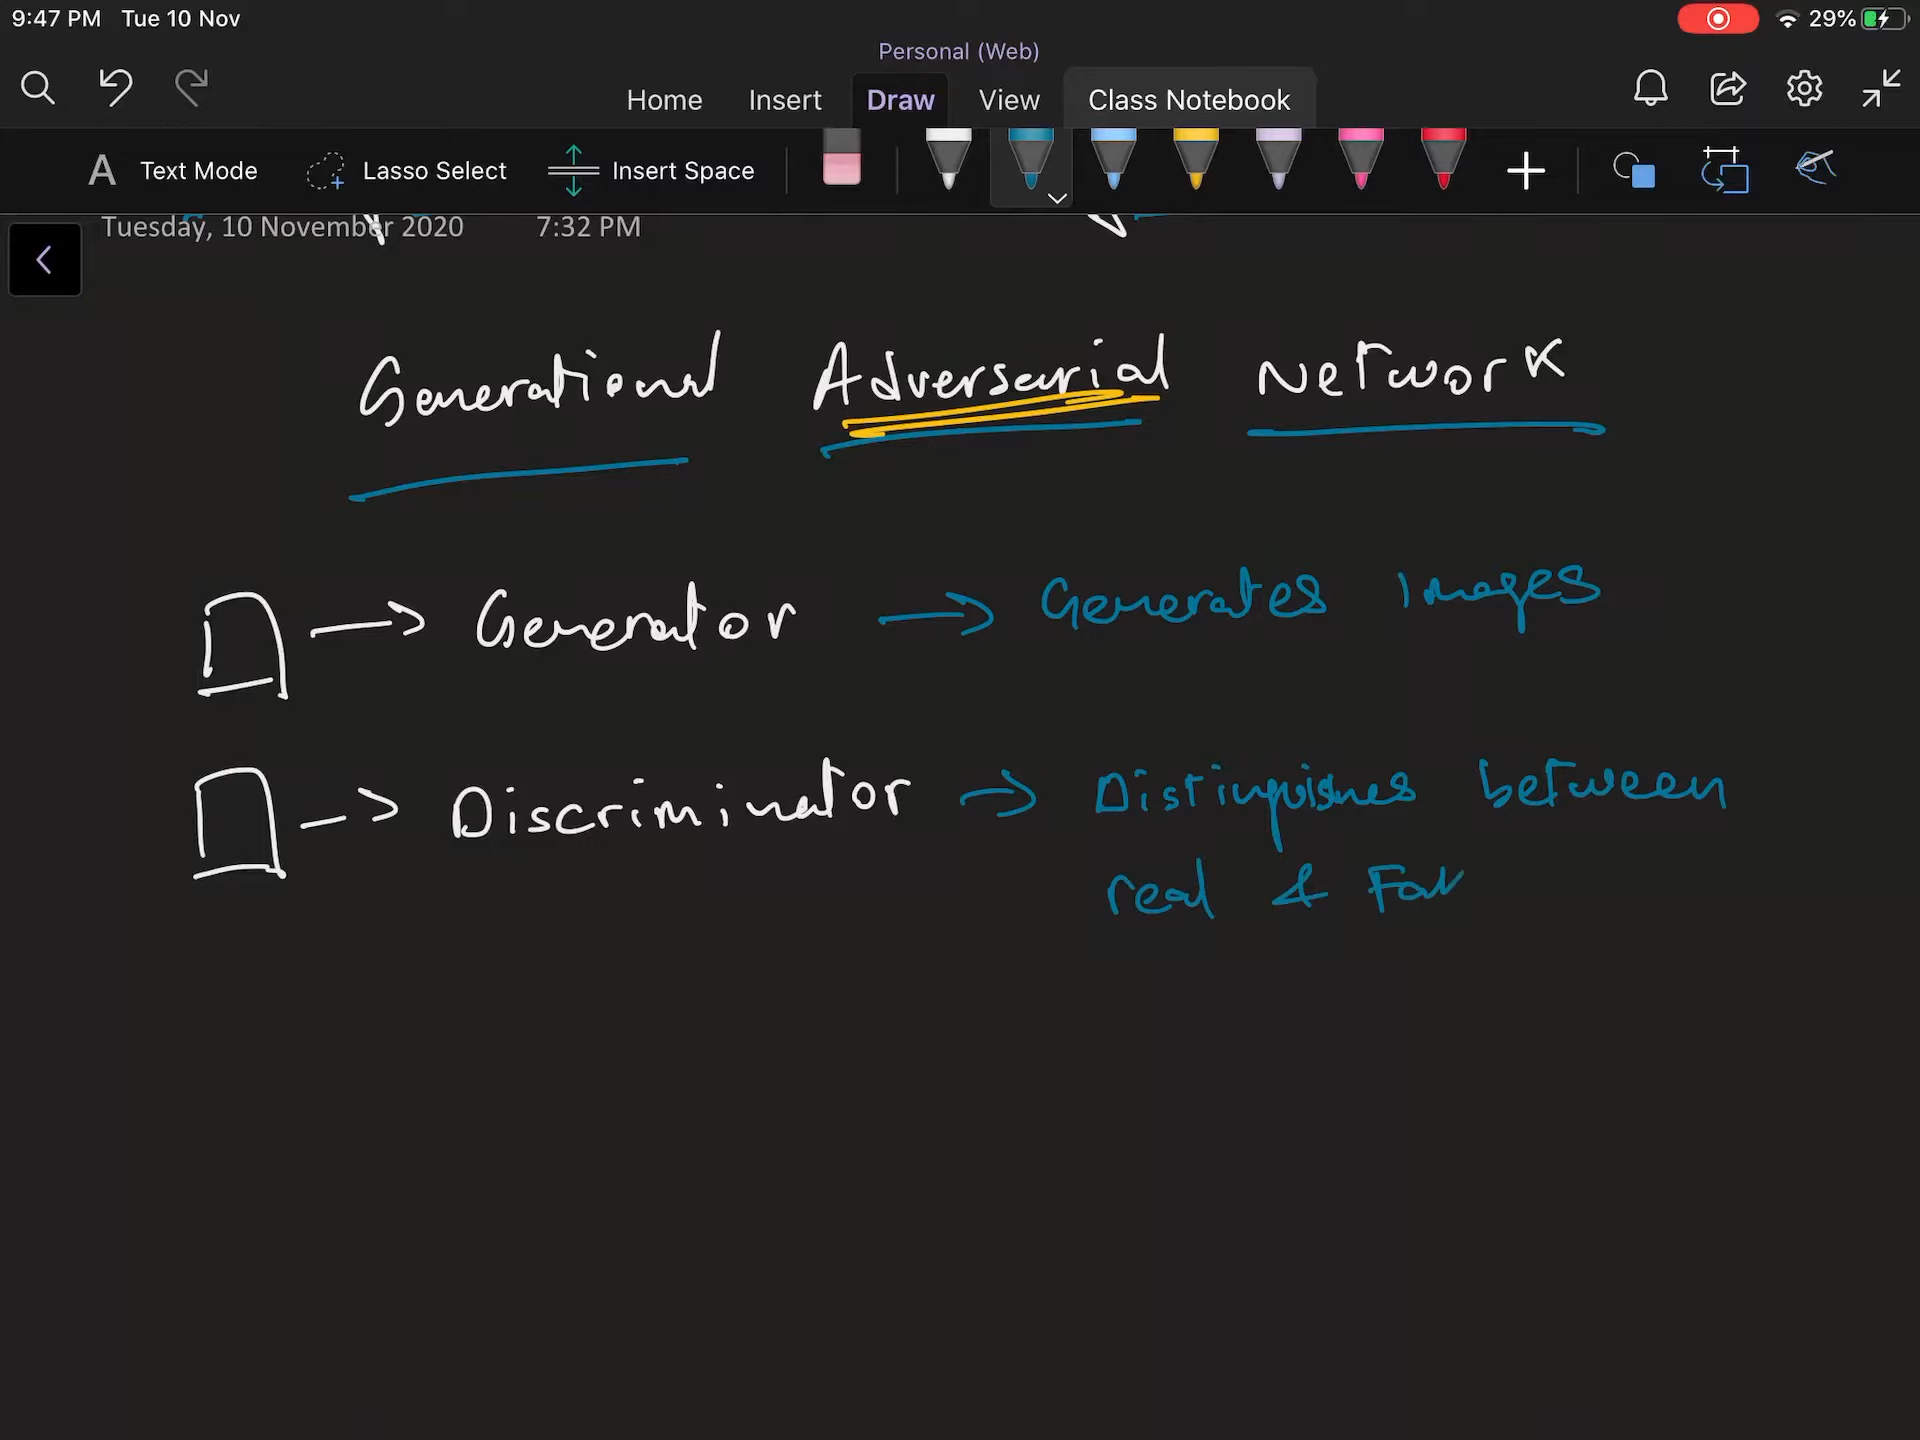 9:47 PM Tue 10 Nov
29%
Personal (Web)
Home Insert Draw View Class Notebook
A Text Mode Lasso Select Insert Space
Tuesday, 10 November 2020 7:32 PM
Generational Adversarial Network
Generator Generates Images
Discriminator Distinguishes between
real & Fak